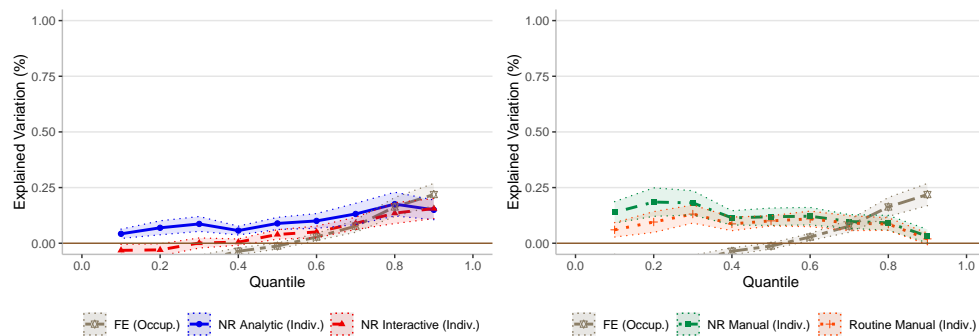 1.00
0.75
0.50
0.25
0.00
Explained Variation (%)
0.0 0.2 0.4 0.6 0.8 1.0
Quantile
FE (Occup.) NR Analytic (Indiv.) NR Interactive (Indiv.)
1.00
0.75
0.50
0.25
0.00
Explained Variation (%)
0.0 0.2 0.4 0.6 0.8 1.0
Quantile
FE (Occup.) NR Manual (Indiv.) Routine Manual (Indiv.)